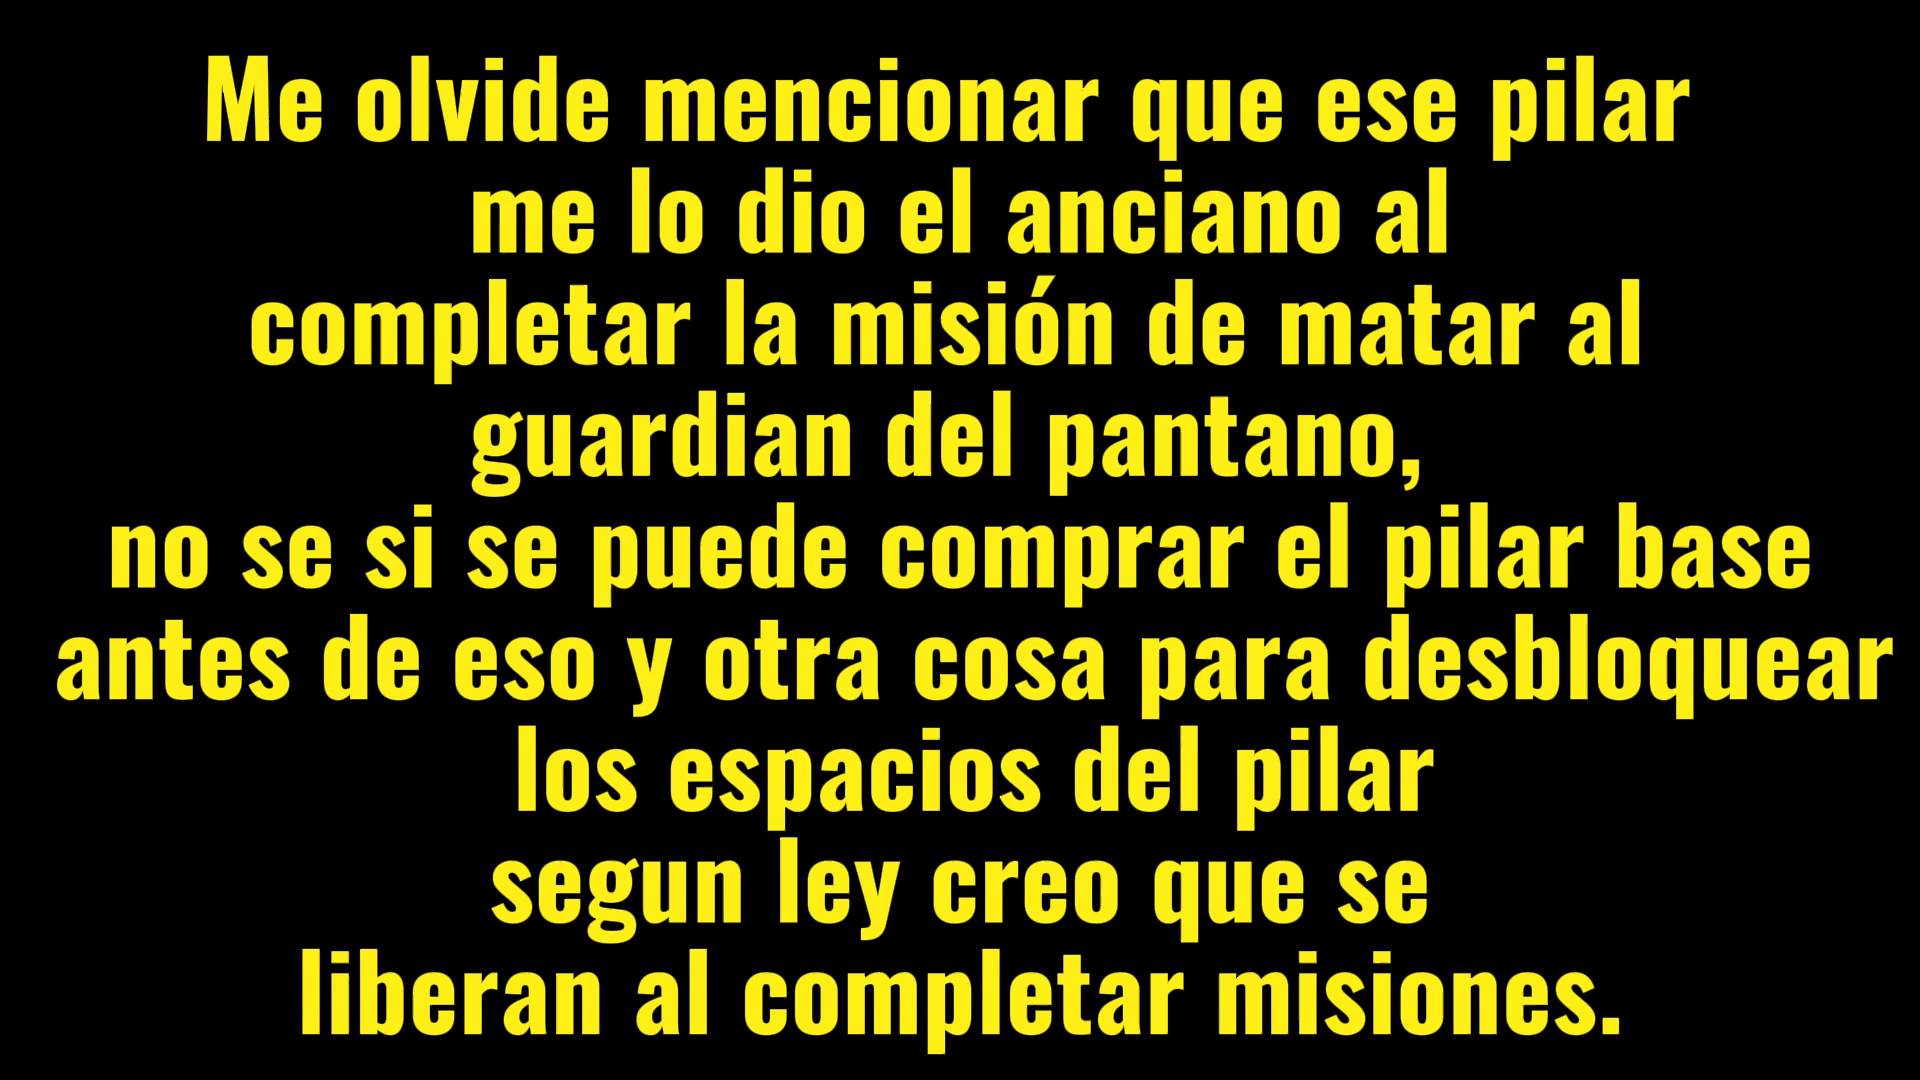 Me olvide mencionar que ese pilar
me lo dio el anciano al
completar la misión de matar al
guardian del pantano,
no se si se puede comprar el pilar base
antes de eso y otra cosa para desbloquear
los espacios del pilar
segun ley creo que se
liberan al completar misiones.